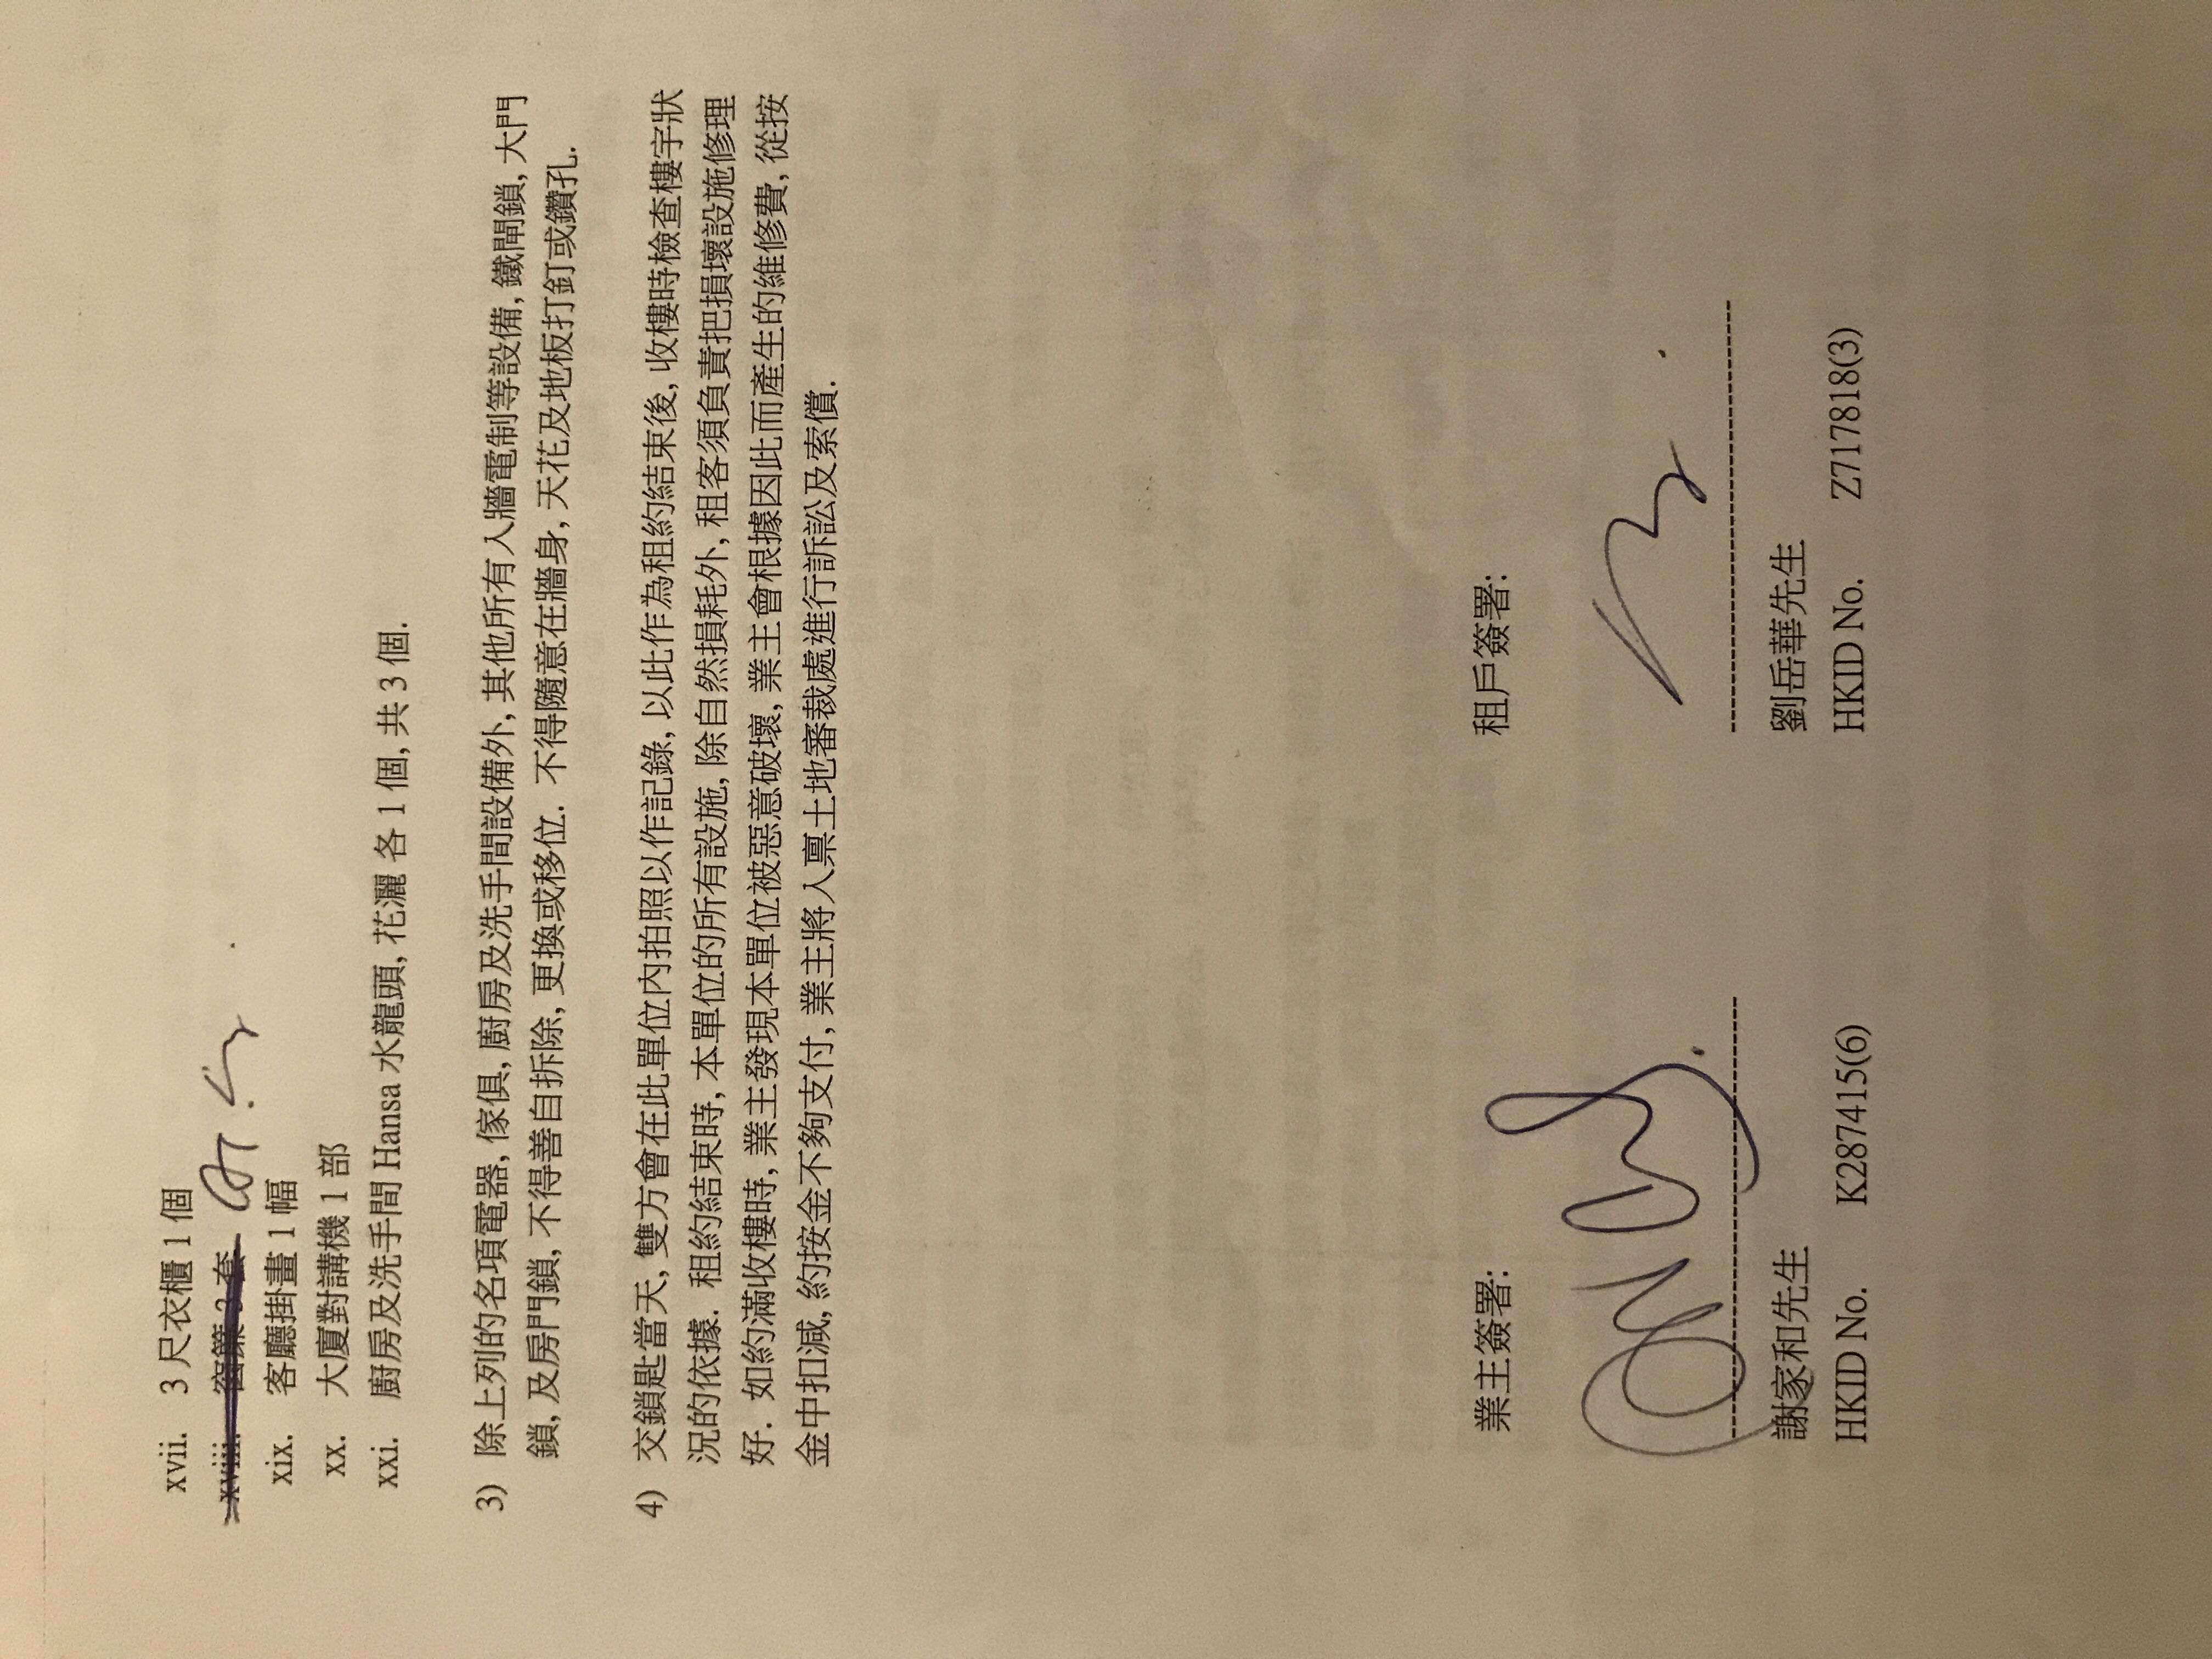 xvii. 3 尺衣櫃 1 個
xviii. 窗簾 3 套
xix. 客廳掛畫 1 幅
xx. 大廈對講機 1 部
xxi. 廚房及洗手間 Hansa 水龍頭, 花灑 各 1 個, 共 3 個.
3) 除上列的名項電器, 傢俱, 廚房及洗手間設備外, 其他所有入牆電制等設備, 鐵閘鎖, 大門
鎖, 及房門鎖, 不得善自拆除, 更換或移位. 不得隨意在牆身, 天花及地板打釘或鑽孔.
4) 交鎖匙當天, 雙方會在此單位內拍照以作記錄, 以此作為租約結束後, 收樓時檢查樓宇狀
況的依據. 租約結束時, 本單位的所有設施, 除自然損耗外, 租客須負責把損壞設施修理
好. 如約滿收樓時, 業主發現本單位被惡意破壞, 業主會根據因此而產生的維修費, 從按
金中扣減, 約按金不夠支付, 業主將入禀土地審裁處進行訴訟及索償.
業主簽署: 租戶簽署:
謝家和先生 劉岳華先生
HKID No. K287415(6) HKID No. Z717818(3)